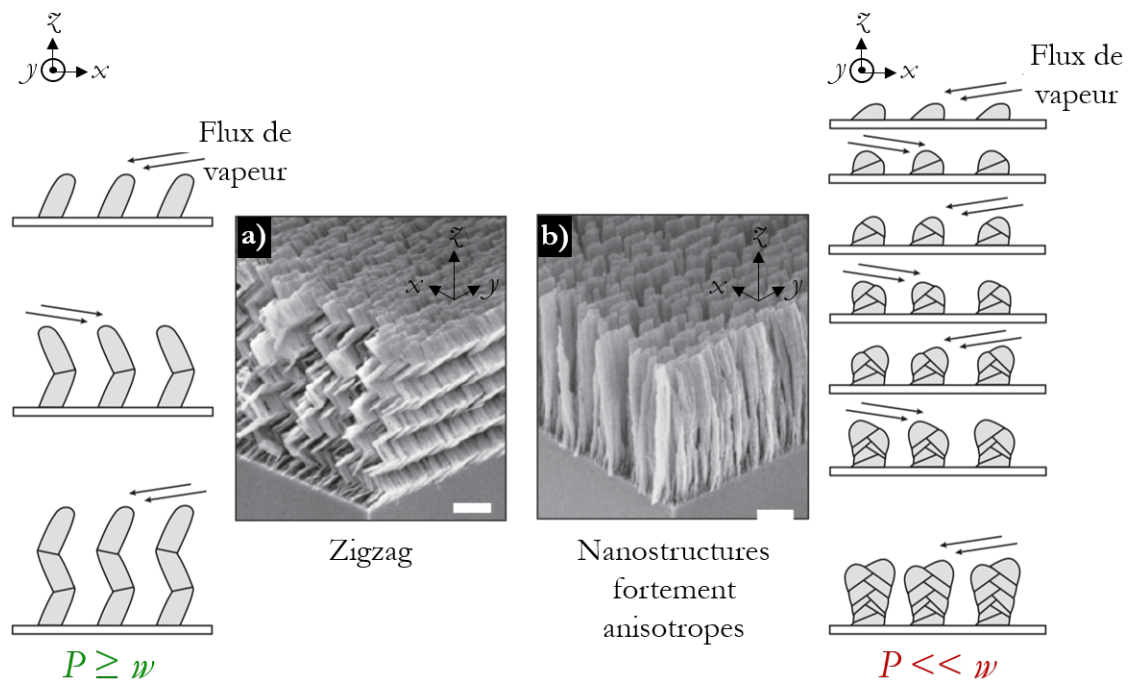 z
y
x
Flux de
vapeur
a)
z
x
y
Zigzag
P ≥ w
b)
z
x
y
Nanostructures
fortement
anisotropes
z
y
x
Flux de
vapeur
P << w